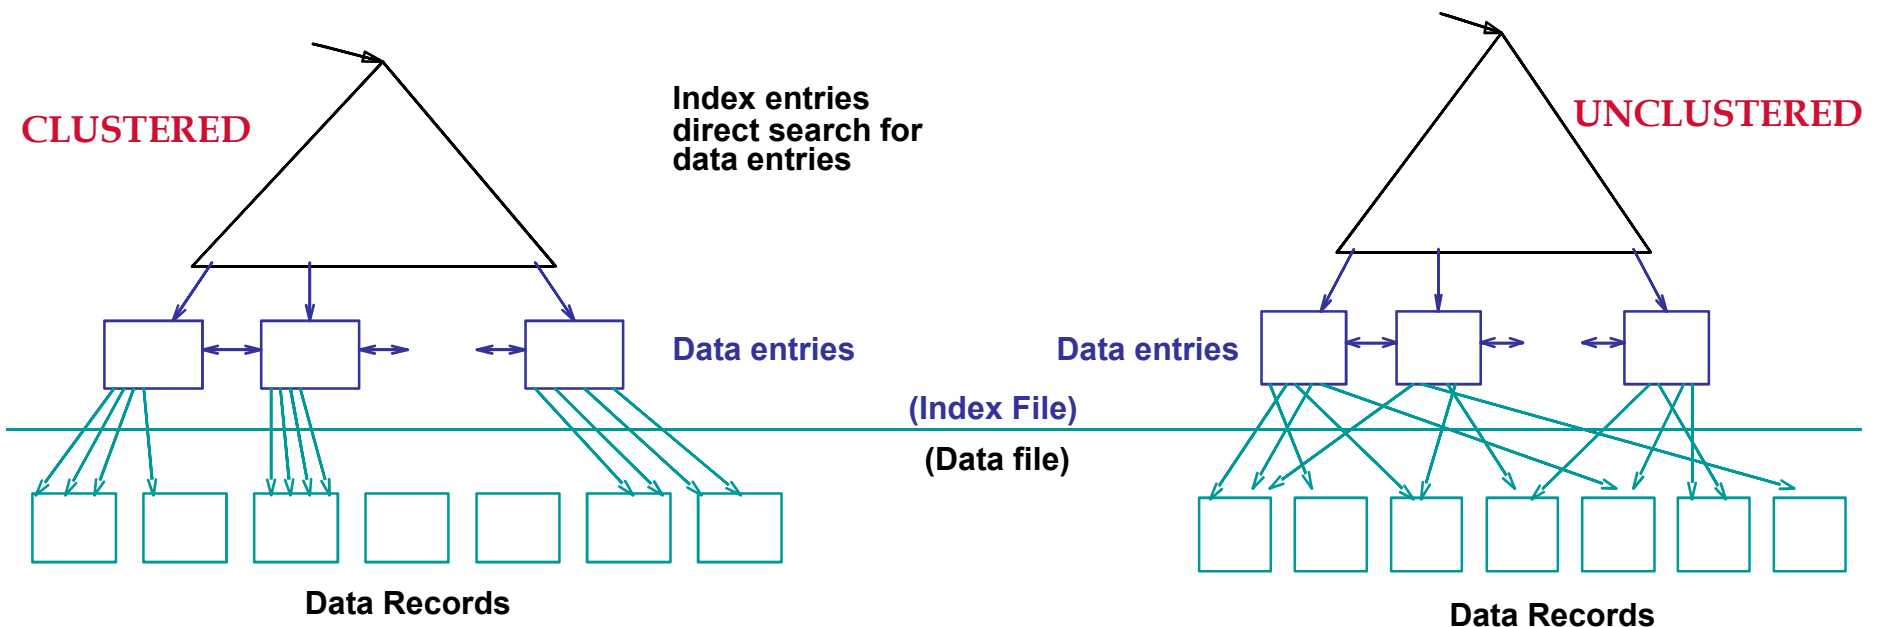 CLUSTERED
Index entries
direct search for
data entries
UNCLUSTERED
Data entries
Data entries
(Index File)
(Data file)
Data Records
Data Records